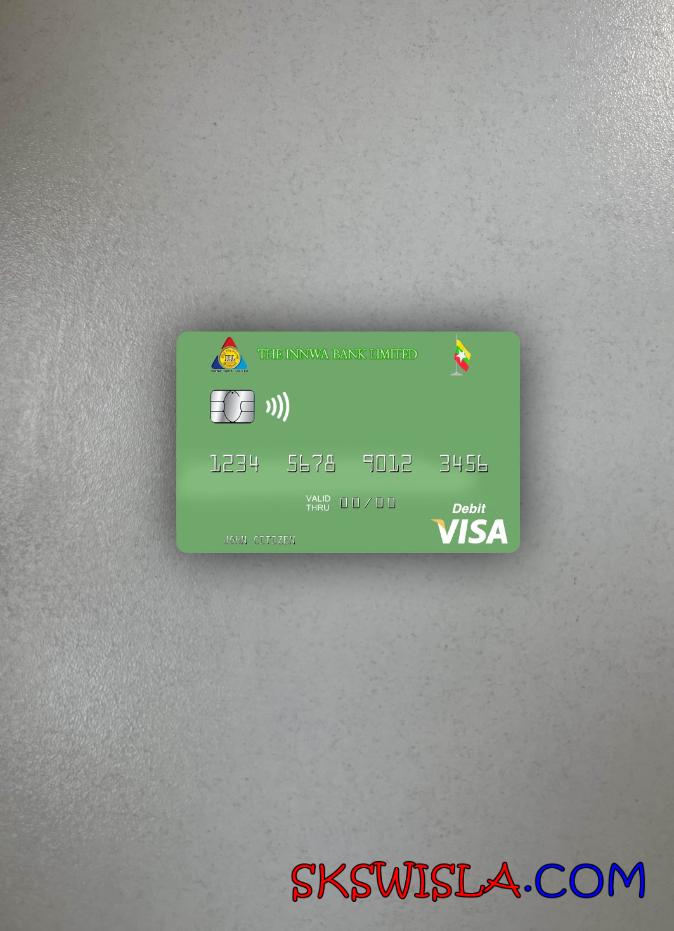 THE INNWA BANK LIMITED
1234 5678 9012 3456
VALID
THRU 00/00
Debit
VISA
SKSWISLA.COM